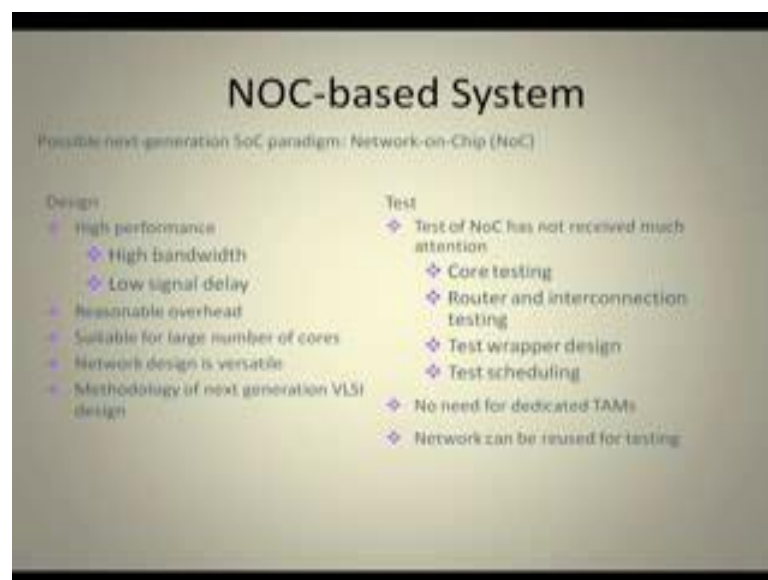 NOC-based System
Possible next-generation SoC paradigm: Network-on-Chip (NoC)
Design
High performance
High bandwidth
Low signal delay
Reasonable overhead
Suitable for large number of cores
Network design is versatile
Methodology of next generation VLSI
design
Test
Test of NoC has not received much
attention
Core testing
Router and interconnection
testing
Test wrapper design
Test scheduling
No need for dedicated TAMs
Network can be reused for testing